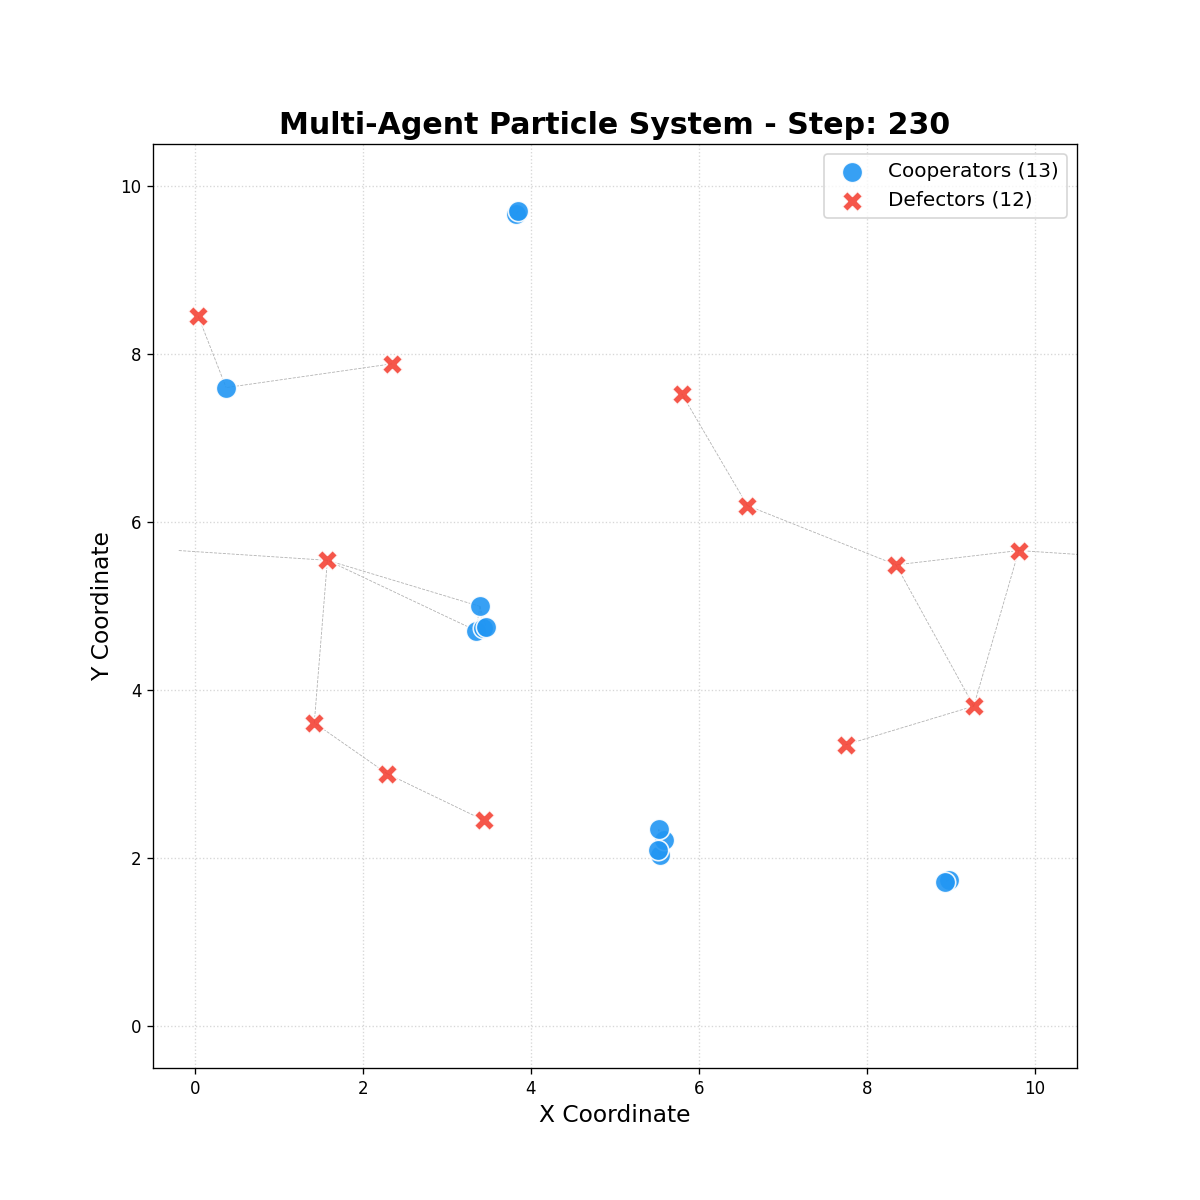 Multi-Agent Particle System - Step: 230
Cooperators (13)
Defectors (12)
10
8
6
4
2
0
Y Coordinate
0 2 4 6 8 10
X Coordinate